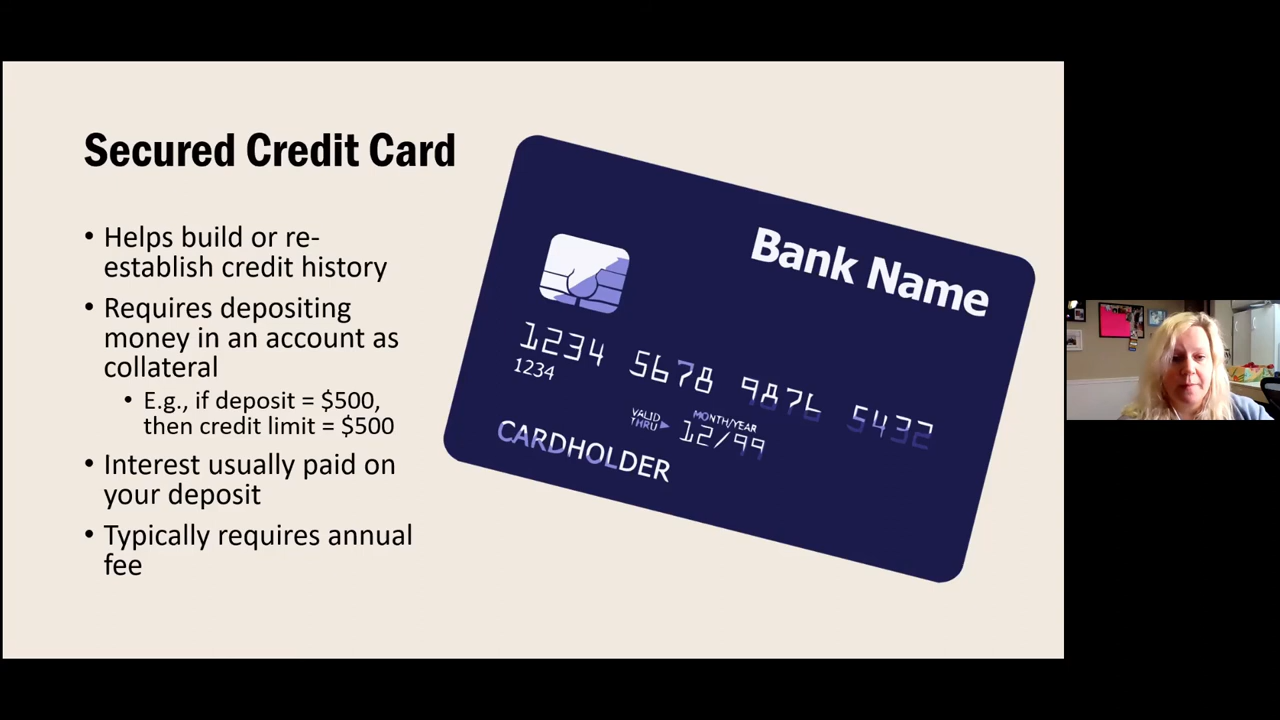 Secured Credit Card
• Helps build or re-
establish credit history
• Requires depositing
money in an account as
collateral
• E.g., if deposit = $500,
then credit limit = $500
• Interest usually paid on
your deposit
• Typically requires annual
fee
Bank Name
1234 5678 9876 5432
1234
VALID
THRU
MONTH/YEAR
12/99
CARDHOLDER